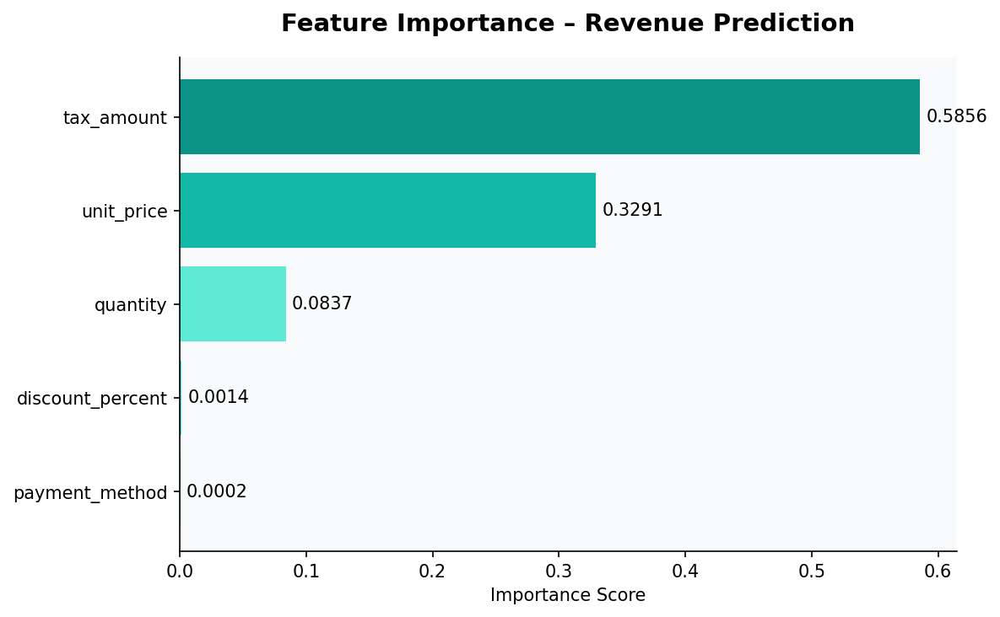 Feature Importance – Revenue Prediction
tax_amount
0.5856
unit_price
0.3291
quantity
0.0837
discount_percent
0.0014
payment_method
0.0002
0.0 0.1 0.2 0.3 0.4 0.5 0.6
Importance Score